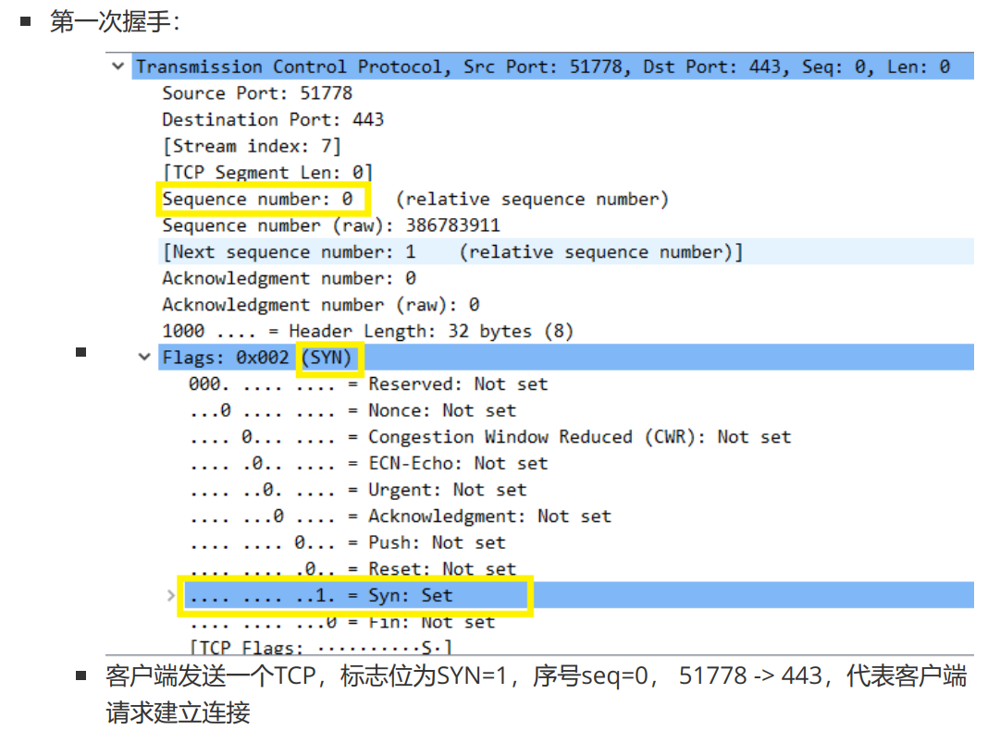 第一次握手：
Transmission Control Protocol, Src Port: 51778, Dst Port: 443, Seq: 0, Len: 0
Source Port: 51778
Destination Port: 443
[Stream index: 7]
[TCP Segment Len: 0]
Sequence number: 0    (relative sequence number)
Sequence number (raw): 386783911
[Next sequence number: 1    (relative sequence number)]
Acknowledgment number: 0
Acknowledgment number (raw): 0
1000 .... = Header Length: 32 bytes (8)
Flags: 0x002 (SYN)
000. .... .... = Reserved: Not set
...0 .... .... = Nonce: Not set
.... 0... .... = Congestion Window Reduced (CWR): Not set
.... .0.. .... = ECN-Echo: Not set
.... ..0. .... = Urgent: Not set
.... ...0 .... = Acknowledgment: Not set
.... .... 0... = Push: Not set
.... .... .0.. = Reset: Not set
.... .... ..1. = Syn: Set
.... .... ...0 = Fin: Not set
[TCP Flags: ··········S·]
客户端发送一个TCP，标志位为SYN=1，序号seq=0， 51778 -> 443，代表客户端
请求建立连接